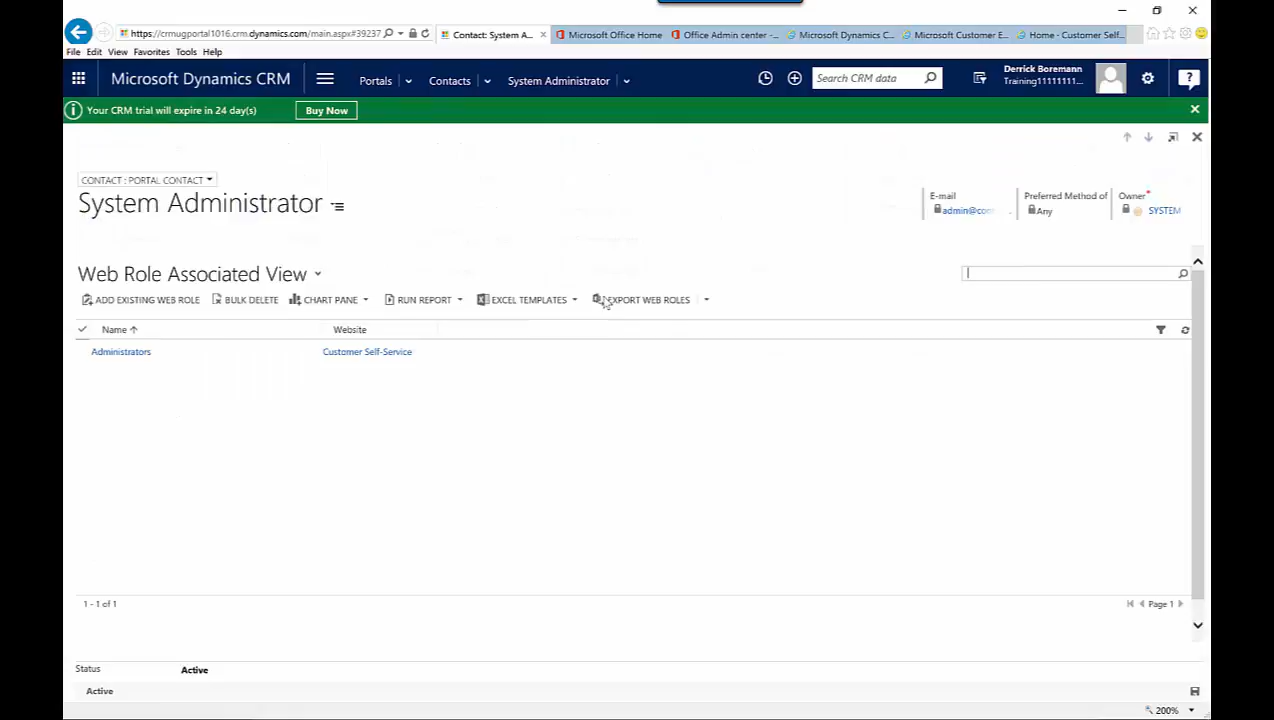 https://crmugportal1016.crm.dynamics.com/main.aspx#39237
Contact: System A...
Microsoft Office Home
Office Admin center -...
Microsoft Dynamics C...
Microsoft Customer E...
Home - Customer Self...
File Edit View Favorites Tools Help
Microsoft Dynamics CRM
Portals
Contacts
System Administrator
Search CRM data
Derrick Boremann
Training11111111...
Your CRM trial will expire in 24 day(s)
Buy Now
CONTACT : PORTAL CONTACT
System Administrator
E-mail
admin@co
Preferred Method of
Any
Owner*
SYSTEM
Web Role Associated View
ADD EXISTING WEB ROLE
BULK DELETE
CHART PANE
RUN REPORT
EXCEL TEMPLATES
EXPORT WEB ROLES
Name
Website
Administrators
Customer Self-Service
1 - 1 of 1
Page 1
Status
Active
Active
200%